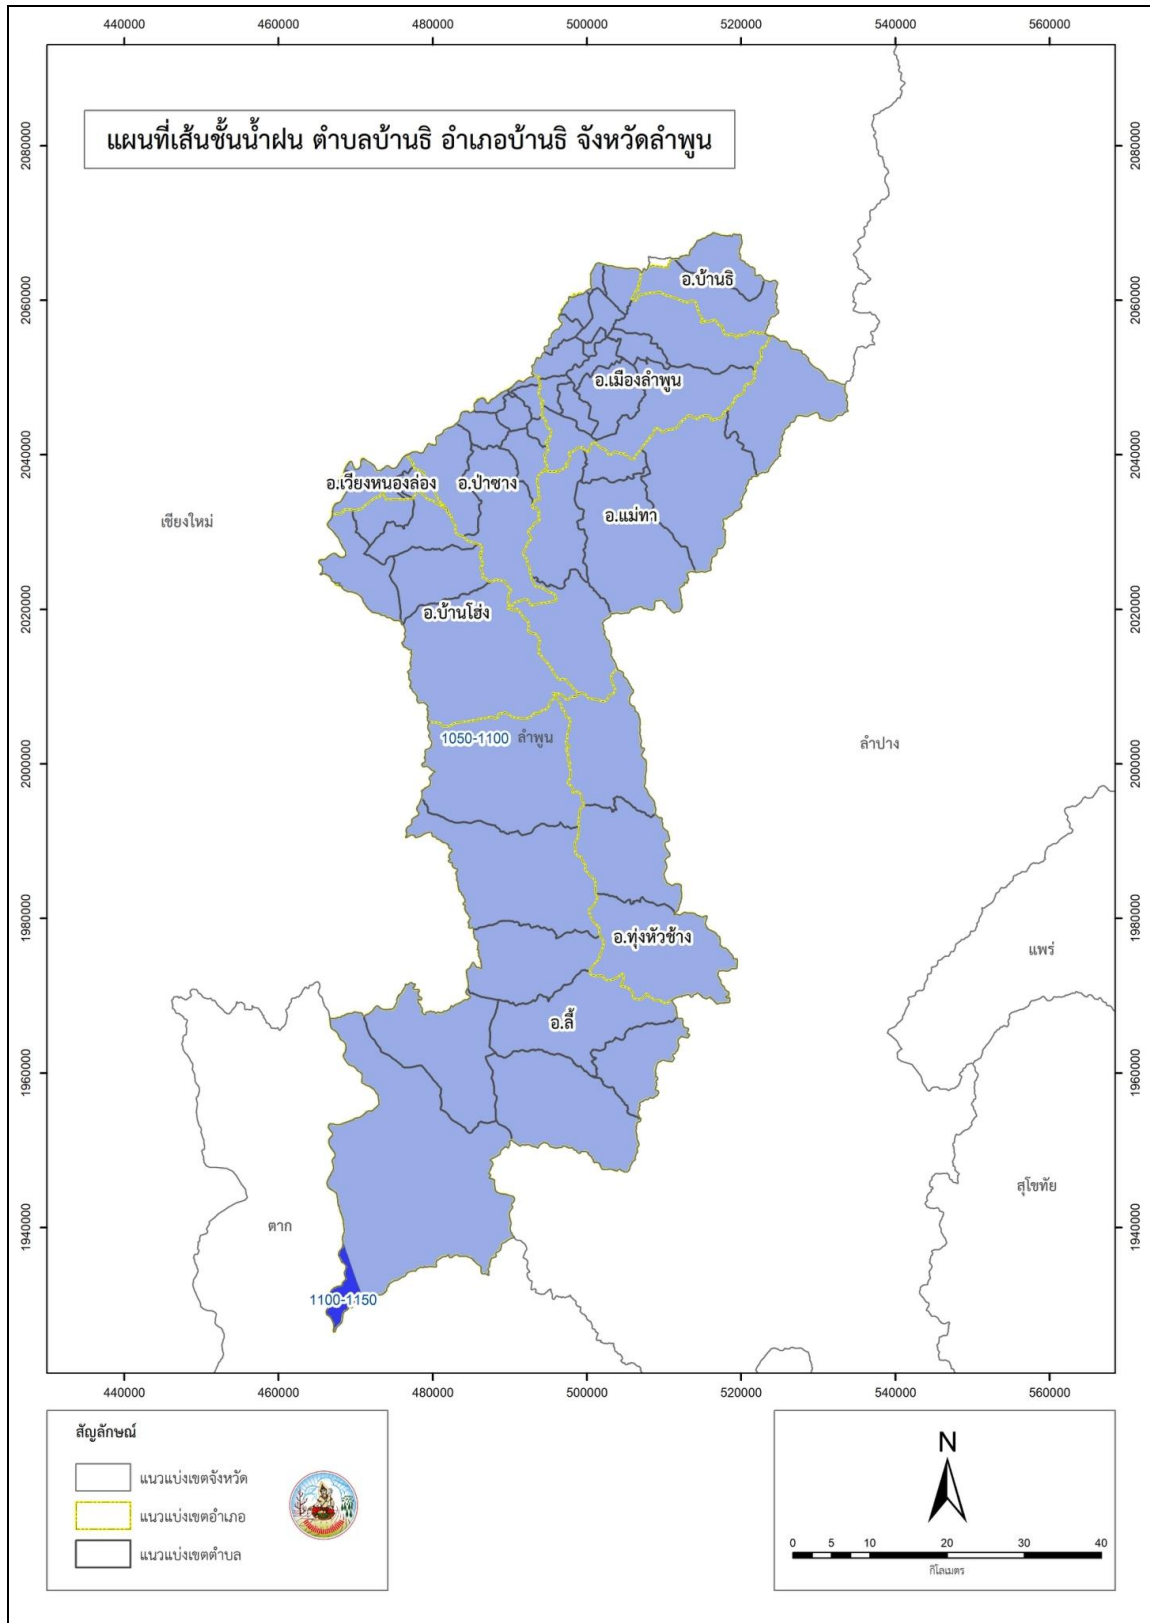 440000 460000 480000 500000 520000 540000 560000
แผนที่เส้นชั้นน้ำฝน ตำบลบ้านธิ อำเภอบ้านธิ จังหวัดลำพูน
2080000 2080000
อ.บ้านธิ
2060000 2060000
อ.เมืองลำพูน
2040000 2040000
อ.เวียงหนองล่อง อ.ป่าซาง
เชียงใหม่
อ.แม่ทา
2020000 2020000
อ.บ้านโฮ่ง
1050-1100 ลำพูน
ลำปาง
2000000 2000000
1980000 1980000
อ.ทุ่งหัวช้าง
แพร่
อ.ลี้
1960000 1960000
สุโขทัย
ตาก
1940000 1940000
1100-1150
440000 460000 480000 500000 520000 540000 560000
สัญลักษณ์
แนวแบ่งเขตจังหวัด
แนวแบ่งเขตอำเภอ
แนวแบ่งเขตตำบล
N
0 5 10 20 30 40
กิโลเมตร